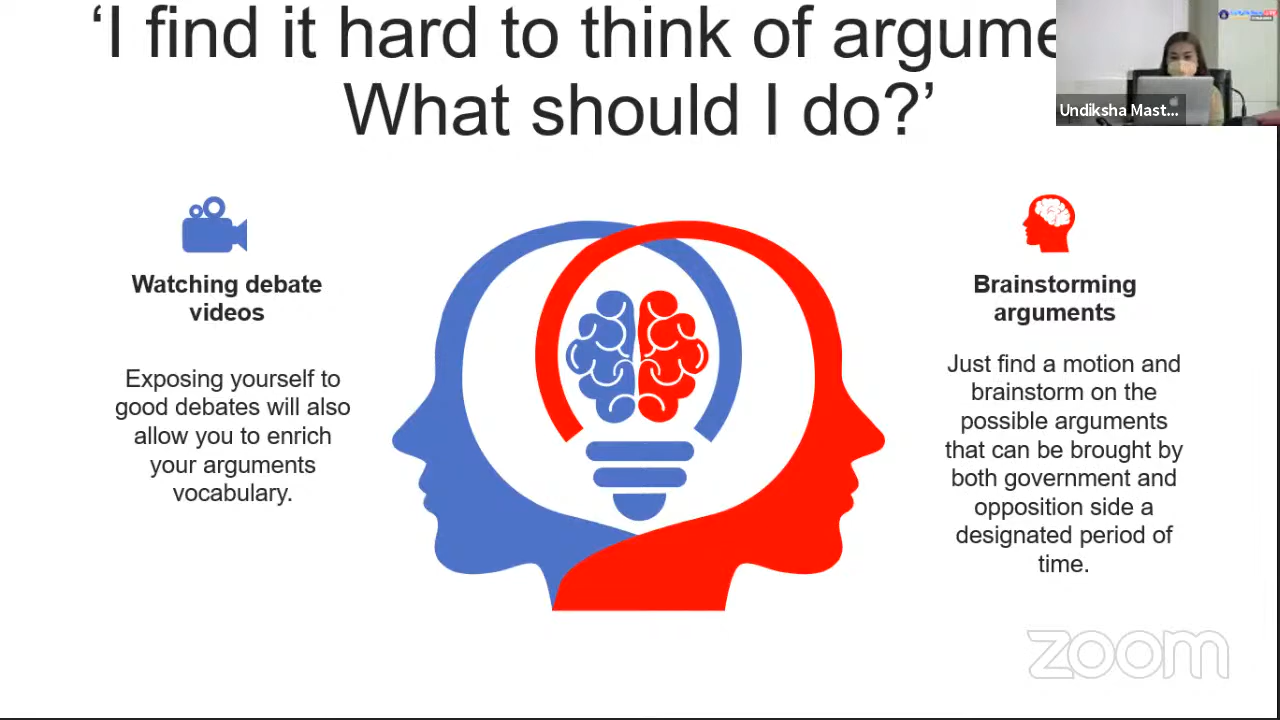 ‘I find it hard to think of argume
What should I do?’
Undiksha Mast...
Watching debate
videos
Exposing yourself to
good debates will also
allow you to enrich
your arguments
vocabulary.
Brainstorming
arguments
Just find a motion and
brainstorm on the
possible arguments
that can be brought by
both government and
opposition side a
designated period of
time.
zoom